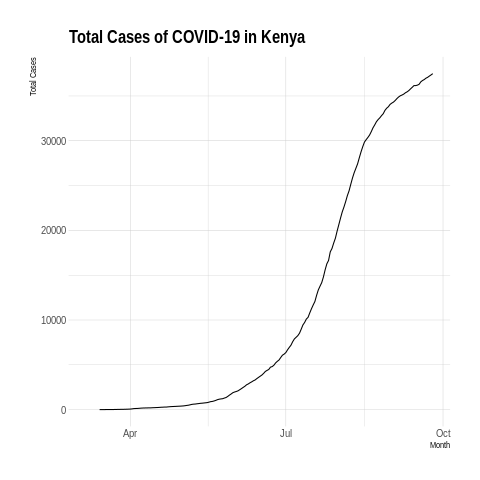 Total Cases of COVID-19 in Kenya
Total Cases
30000
20000
10000
0
Apr
Jul
Oct
Month